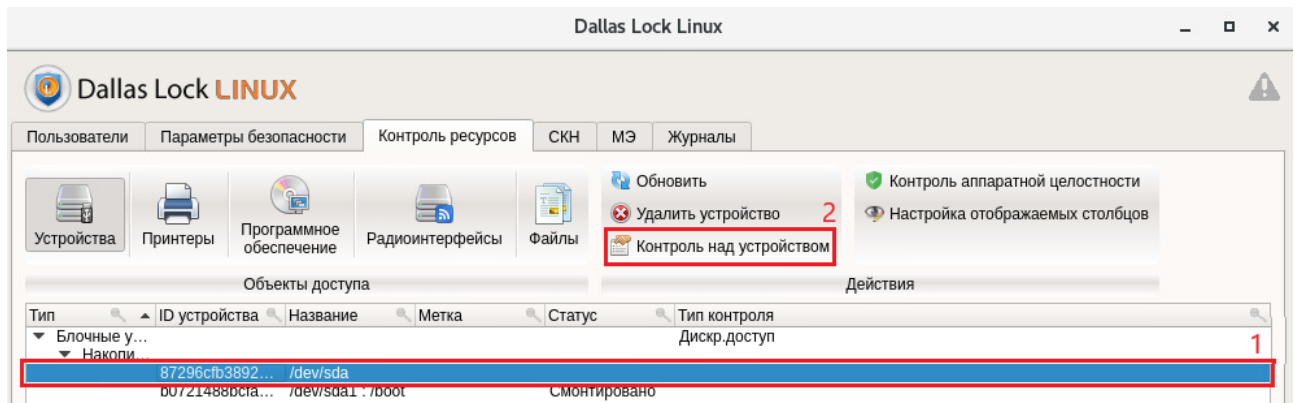 Dallas Lock Linux
Dallas Lock LINUX
Пользователи Параметры безопасности Контроль ресурсов СКН МЭ Журналы
Устройства
Принтеры
Программное
обеспечение
Радиоинтерфейсы
Файлы
Обновить
Удалить устройство 2
Контроль над устройством
Контроль аппаратной целостности
Настройка отображаемых столбцов
Объекты доступа
Действия
Тип ID устройства Название Метка Статус Тип контроля
Блочные у... Дискр.доступ
Накопи... 1
87296cfb3892... /dev/sda
b0721488bcfa... /dev/sda1 : /boot Смонтировано